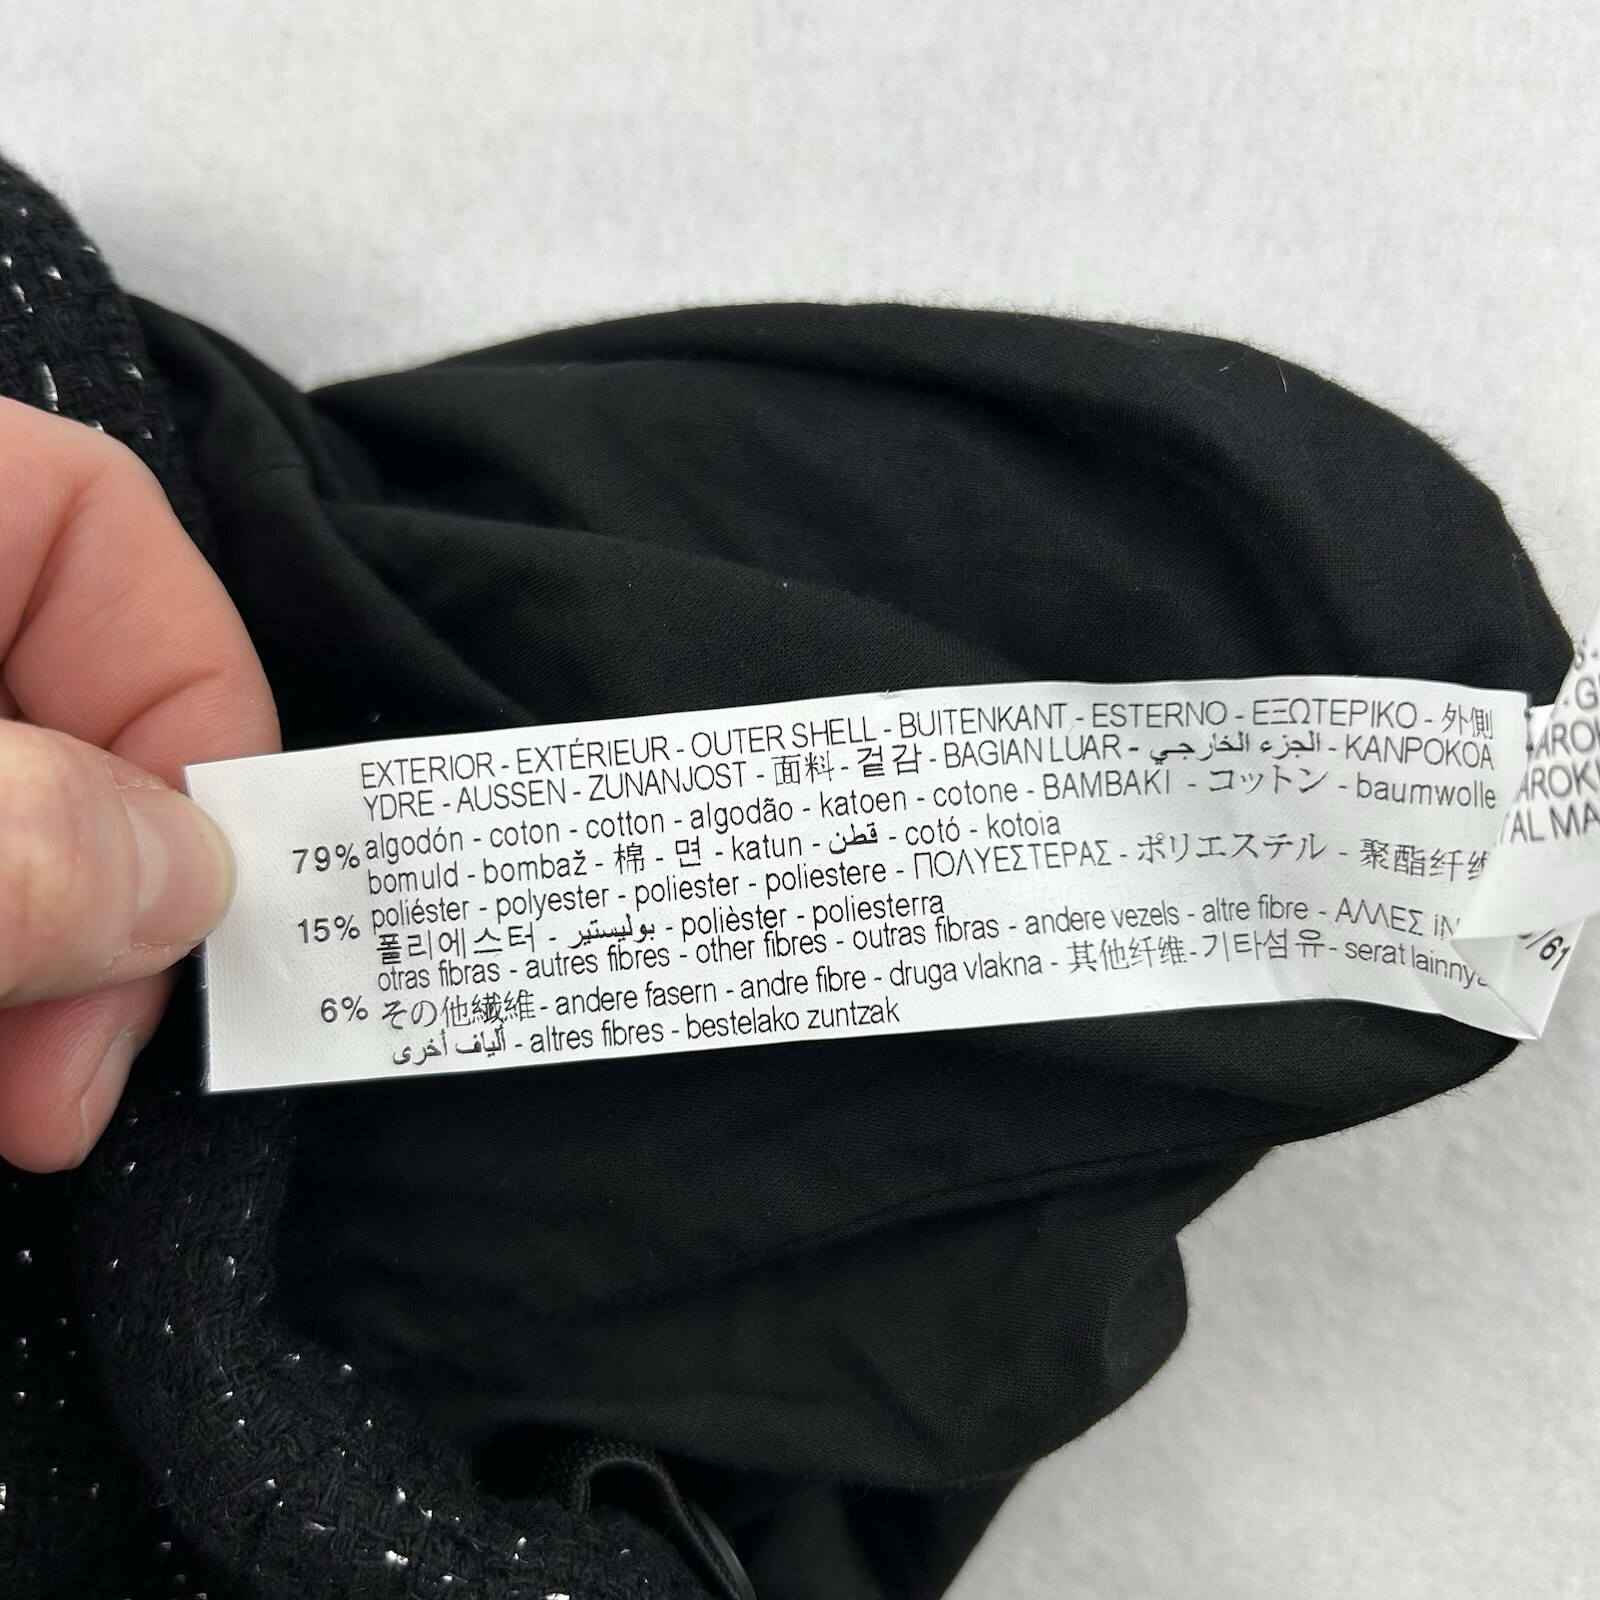 EXTERIOR - EXTÉRIEUR - OUTER SHELL - BUITENKANT - ESTERNO - ΕΞΩΤΕΡΙΚΟ - 外側
YDRE - AUSSEN - ZUNANJOST - 面料 - 겉감 - BAGIAN LUAR - الجزء الخارجي - KANPOKOA
79% algodón - coton - cotton - algodão - katoen - cotone - BAMBAKI - コットン - baumwolle
bomuld - bombaž - 棉 - 면 - katun - قطن - cotó - kotoia
15% poliéster - polyester - poliester - poliestere - ΠΟΛΥΕΣΤΕΡΑΣ - ポリエステル - 聚酯纤维
폴리에스터 - بوليستير - polièster - poliesterra
otras fibras - autres fibres - other fibres - outras fibras - andere vezels - altre fibre - ΑΛΛΕΣ ίΝ
6% その他繊維 - andere fasern - andre fibre - druga vlakna - 其他纤维 - 기타섬유 - serat lainnya
ألياف أخرى - altres fibres - bestelako zuntzak
/61